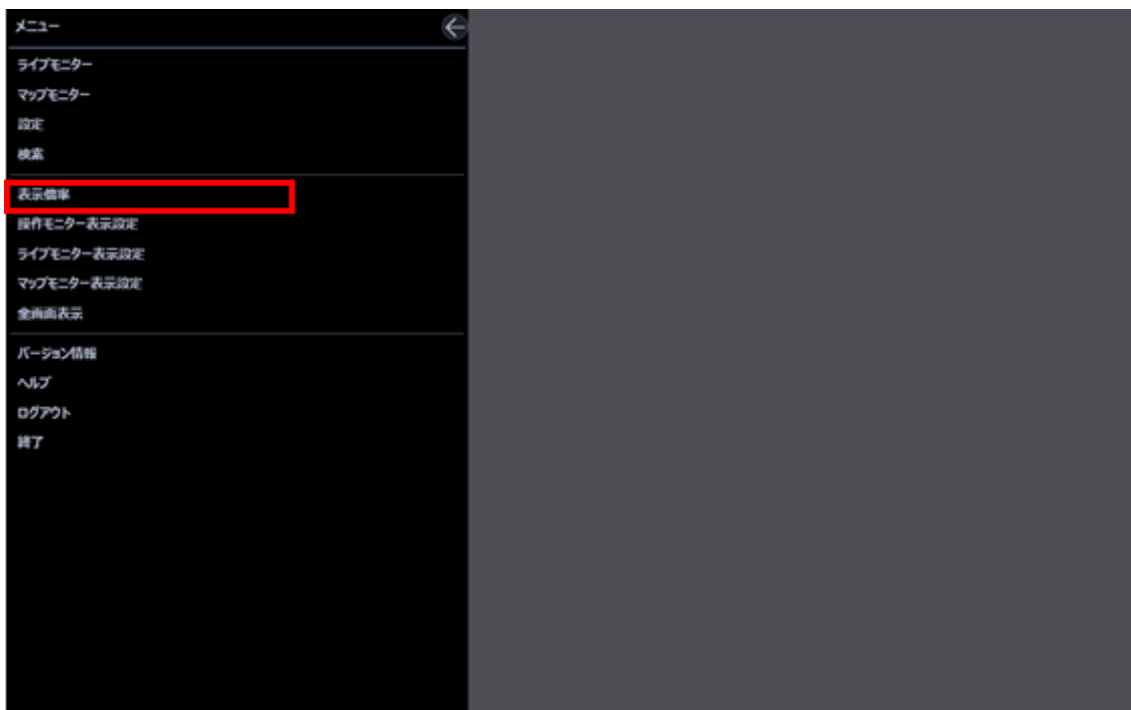 メニュー
ライブモニター
マップモニター
設定
検索
表示倍率
操作モニター表示設定
ライブモニター表示設定
マップモニター表示設定
全画面表示
バージョン情報
ヘルプ
ログアウト
終了